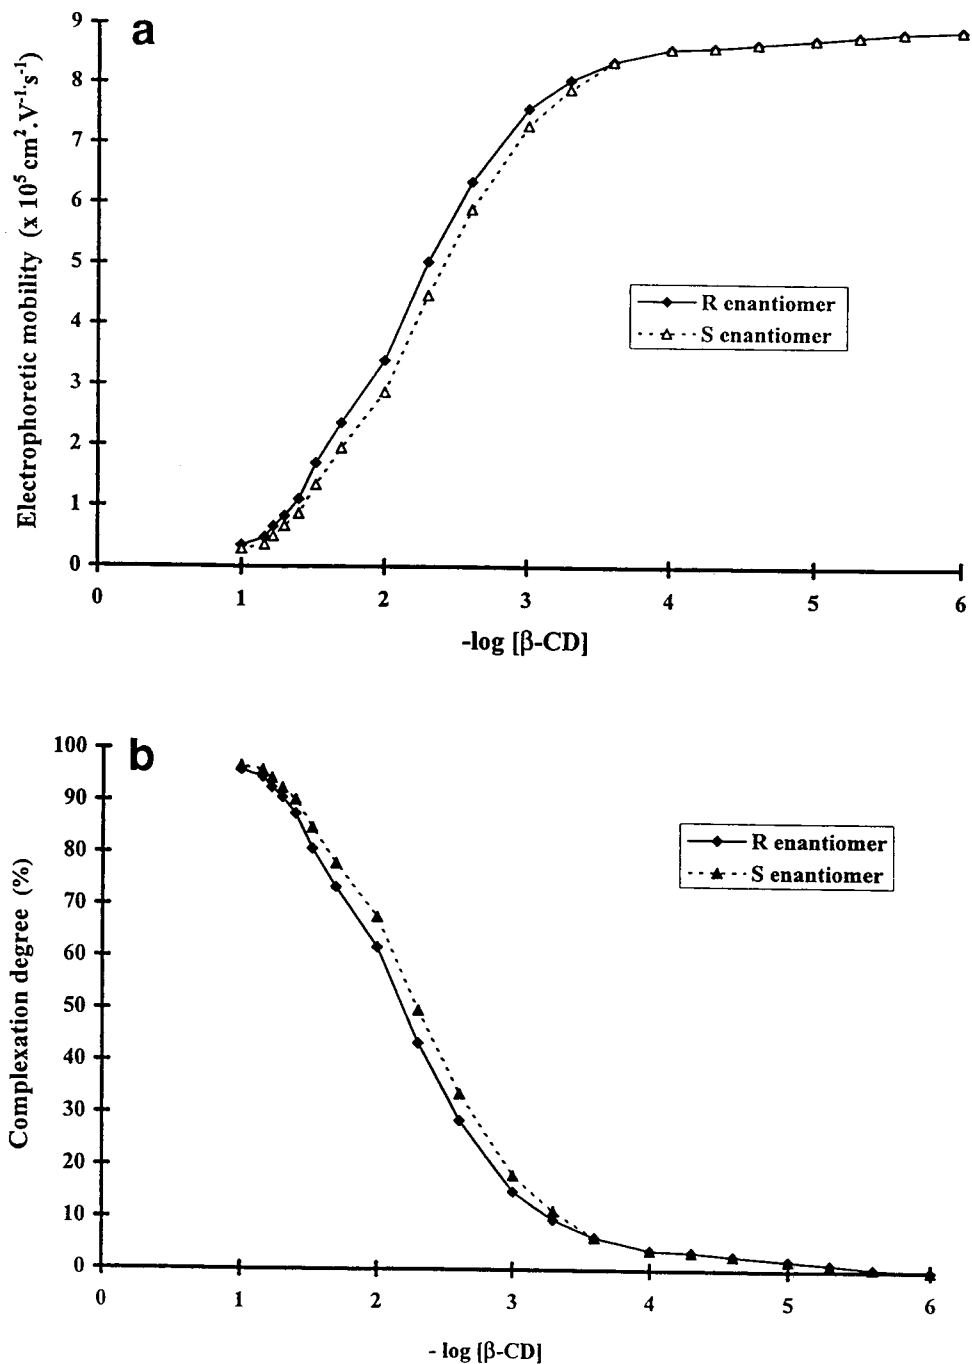 a
9
8
7
6
5
4
3
2
1
0
Electrophoretic mobility (x 10⁵ cm².V⁻¹·s⁻¹)
R enantiomer
S enantiomer
0 1 2 3 4 5 6
-log [β-CD]
b
100
90
80
70
60
50
40
30
20
10
0
Complexation degree (%)
R enantiomer
S enantiomer
0 1 2 3 4 5 6
- log [β-CD]